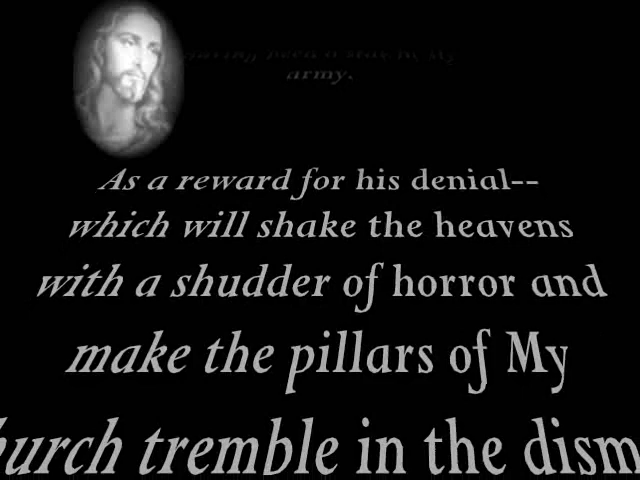 army.
As a reward for his denial--
which will shake the heavens
with a shudder of horror and
make the pillars of My
hurch tremble in the dism